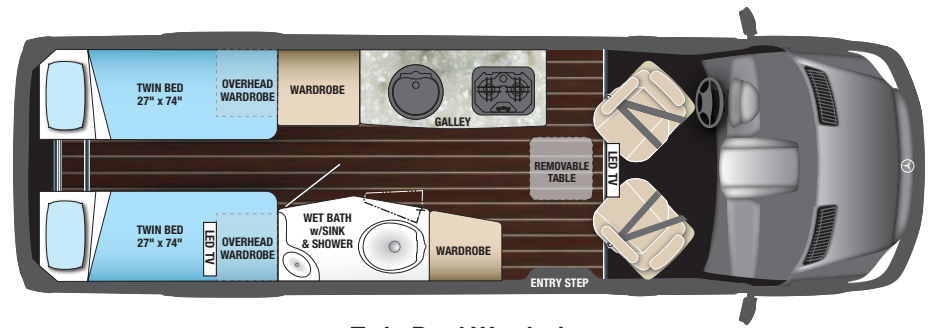 TWIN BED
27" x 74"
OVERHEAD
WARDROBE
WARDROBE
GALLEY
REMOVABLE
TABLE
LED TV
TWIN BED
27" x 74"
LED TV
OVERHEAD
WARDROBE
WET BATH
w/SINK
& SHOWER
WARDROBE
ENTRY STEP